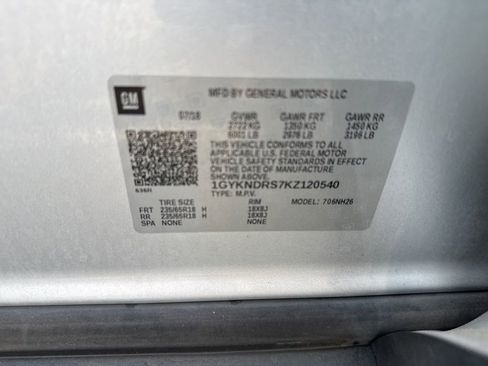 GM
MFD BY GENERAL MOTORS LLC
07/18 GVWR GAWR FRT GAWR RR
2722 KG 1350 KG 1450 KG
6001 LB 2976 LB 3196 LB
THIS VEHICLE CONFORMS TO ALL
APPLICABLE U.S. FEDERAL MOTOR
VEHICLE SAFETY STANDARDS IN EFFECT
ON THE DATE OF MANUFACTURE
SHOWN ABOVE.
1GYKNDRS7KZ120540
TYPE: M.P.V.
TIRE SIZE RIM MODEL: 706NH26
FRT 235/65R18 H 18X8J
RR 235/65R18 H 18X8J
SPA NONE NONE